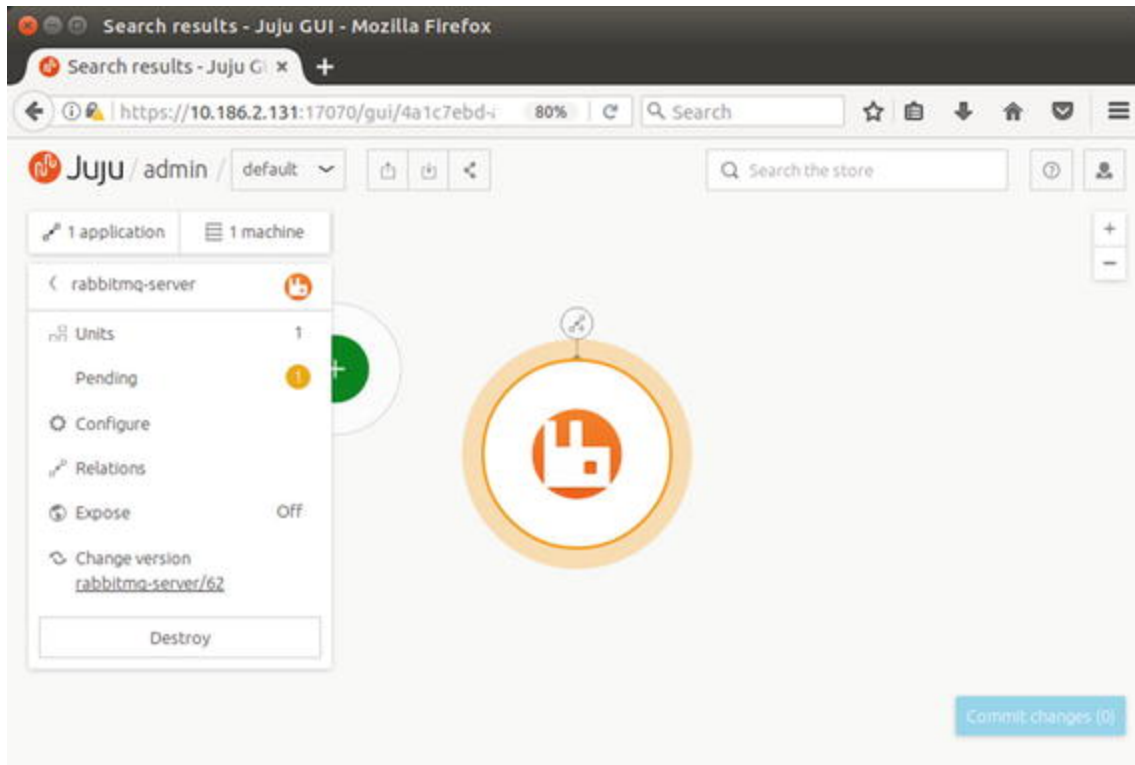 Search results - Juju GUI - Mozilla Firefox
Search results - Juju G
https://10.186.2.131:17070/gui/4a1c7ebd- 80% Search
Juju / admin / default Search the store
1 application 1 machine
rabbitmq-server
Units 1
Pending 1
Configure
Relations
Expose Off
Change version
rabbitmq-server/62
Destroy
Commit changes (0)